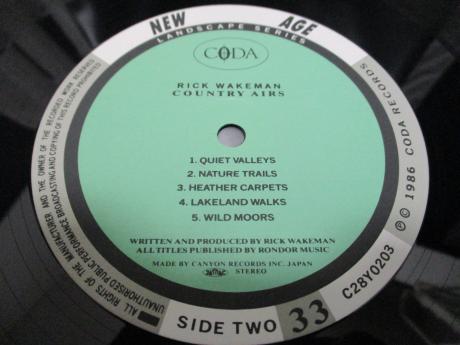 NEW AGE
LANDSCAPE SERIES
CODA
RICK WAKEMAN
COUNTRY AIRS
1. QUIET VALLEYS
2. NATURE TRAILS
3. HEATHER CARPETS
4. LAKELAND WALKS
5. WILD MOORS
WRITTEN AND PRODUCED BY RICK WAKEMAN
ALL TITLES PUBLISHED BY RONDOR MUSIC
MADE BY CANYON RECORDS INC. JAPAN
STEREO
ALL RIGHTS OF THE MANUFACTURER AND THE OWNER OF THE RECORDED WORK RESERVED
UNAUTHORISED PUBLIC PERFORMANCE BROADCASTING AND COPYING OF THIS RECORD PROHIBITED
SIDE TWO 33
C28Y0203
℗ © 1986 CODA RECORDS